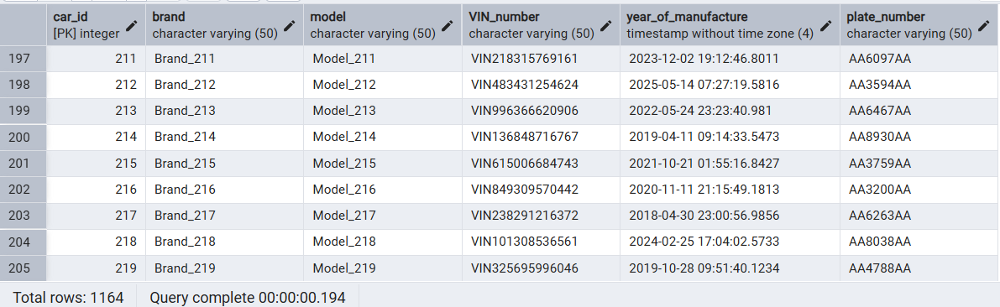 car_id brand model VIN_number year_of_manufacture plate_number
[PK] integer character varying (50) character varying (50) character varying (50) timestamp without time zone (4) character varying (50)
197 211 Brand_211 Model_211 VIN218315769161 2023-12-02 19:12:46.8011 AA6097AA
198 212 Brand_212 Model_212 VIN483431254624 2025-05-14 07:27:19.5816 AA3594AA
199 213 Brand_213 Model_213 VIN996366620906 2022-05-24 23:23:40.981 AA6467AA
200 214 Brand_214 Model_214 VIN136848716767 2019-04-11 09:14:33.5473 AA8930AA
201 215 Brand_215 Model_215 VIN615006684743 2021-10-21 01:55:16.8427 AA3759AA
202 216 Brand_216 Model_216 VIN849309570442 2020-11-11 21:15:49.1813 AA3200AA
203 217 Brand_217 Model_217 VIN238291216372 2018-04-30 23:00:56.9856 AA6263AA
204 218 Brand_218 Model_218 VIN101308536561 2024-02-25 17:04:02.5733 AA8038AA
205 219 Brand_219 Model_219 VIN325695996046 2019-10-28 09:51:40.1234 AA4788AA
Total rows: 1164 Query complete 00:00:00.194